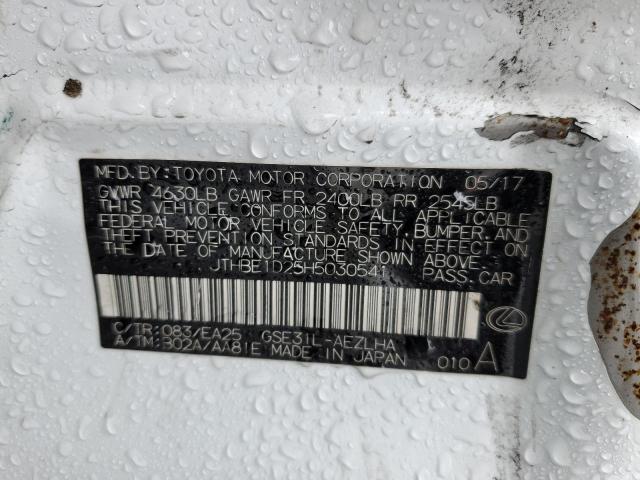 MFD.BY:TOYOTA MOTOR CORPORATION 05/17
GVWR 4630LB GAWR FR 2400LB RR 2545LB
THIS VEHICLE CONFORMS TO ALL APPLICABLE
FEDERAL MOTOR VEHICLE SAFETY, BUMPER, AND
THEFT PREVENTION STANDARDS IN EFFECT ON
THE DATE OF MANUFACTURE SHOWN ABOVE.
JTHBE1D25H5030541 PASS.CAR
C/TR:083/EA25 GSE31L-AEZLHA
A/TM:B02A/AA81E MADE IN JAPAN 010A